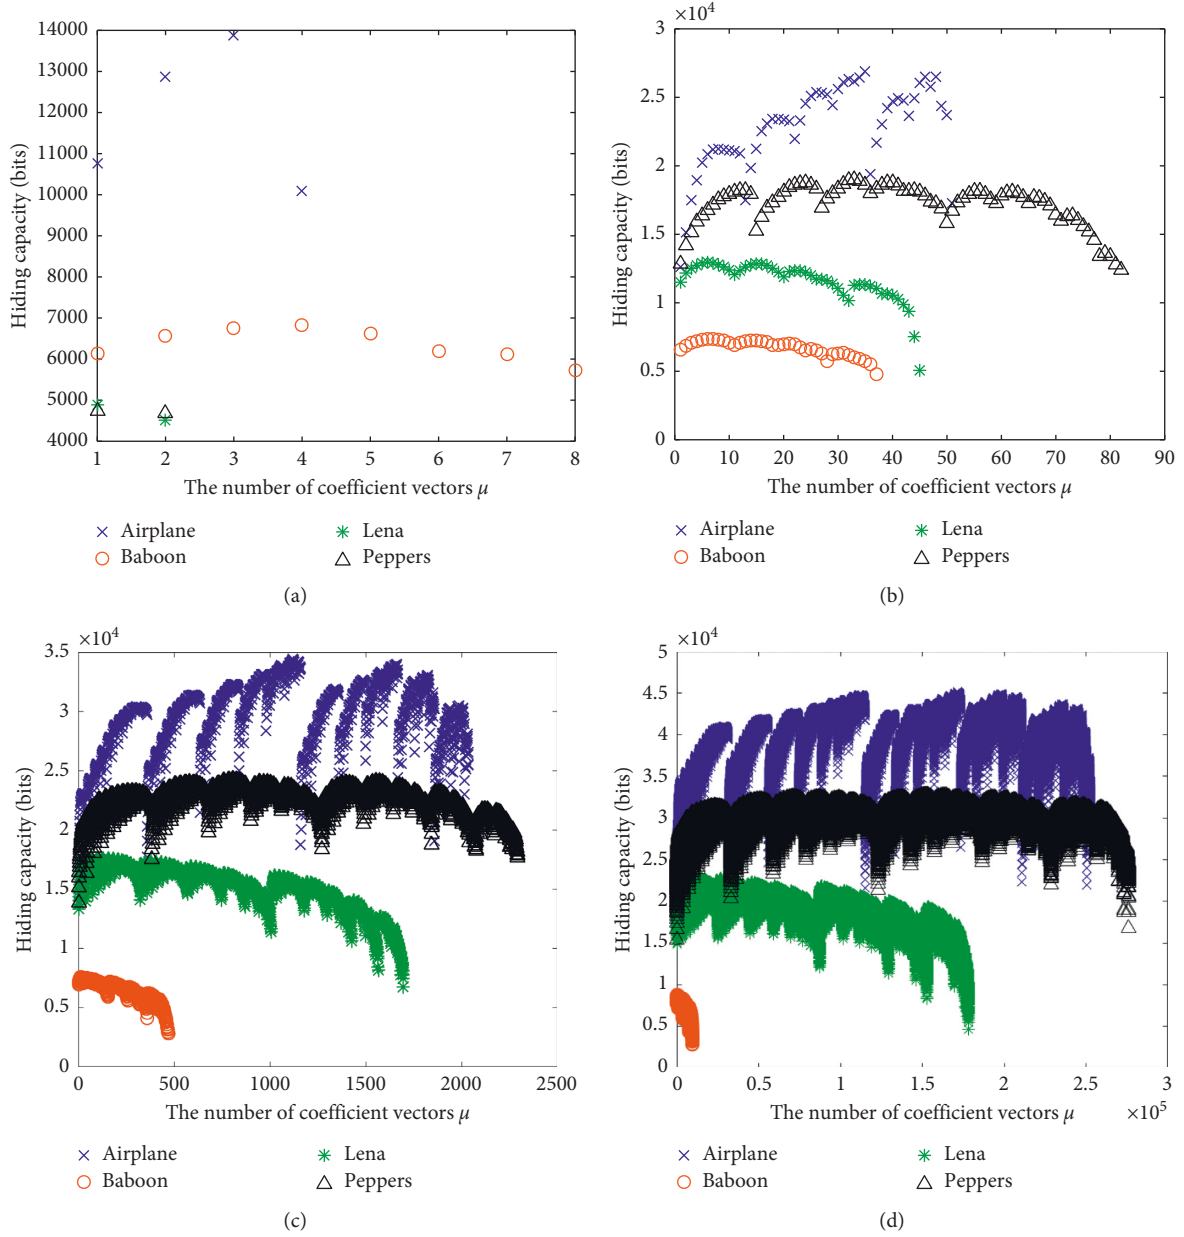 14000
13000
12000
11000
10000
9000
8000
7000
6000
5000
4000
Hiding capacity (bits)
1 2 3 4 5 6 7 8
The number of coefficient vectors μ
× Airplane
Baboon
Lena
Peppers
(a)
×10⁴
3
2.5
2
1.5
1
0.5
0
Hiding capacity (bits)
0 10 20 30 40 50 60 70 80 90
The number of coefficient vectors μ
Airplane
Baboon
Lena
Peppers
(b)
×10⁴
3.5
3
2.5
2
1.5
1
0.5
0
Hiding capacity (bits)
0 500 1000 1500 2000 2500
The number of coefficient vectors μ
Airplane
Baboon
Lena
Peppers
(c)
×10⁴
5
4.5
4
3.5
3
2.5
2
1.5
1
0.5
0
Hiding capacity (bits)
0 0.5 1 1.5 2 2.5 3
The number of coefficient vectors μ
×10⁵
Airplane
Baboon
Lena
Peppers
(d)